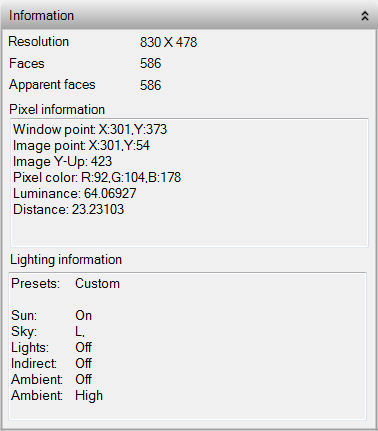 Information
Resolution 830 X 478
Faces 586
Apparent faces 586
Pixel information
Window point: X:301,Y:373
Image point: X:301,Y:54
Image Y-Up: 423
Pixel color: R:92,G:104,B:178
Luminance: 64.06927
Distance: 23.23103
Lighting information
Presets: Custom
Sun: On
Sky: L,
Lights: Off
Indirect: Off
Ambient: Off
Ambient: High